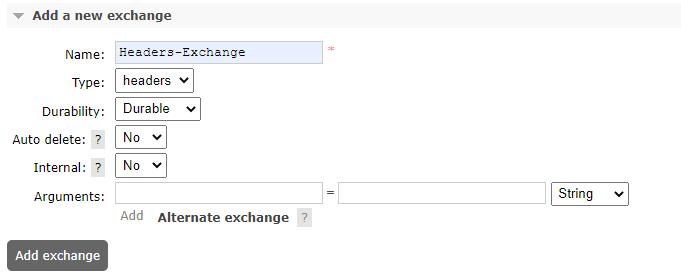 Add a new exchange
Name: Headers-Exchange *
Type: headers
Durability: Durable
Auto delete: ? No
Internal: ? No
Arguments: = String
Add Alternate exchange ?
Add exchange